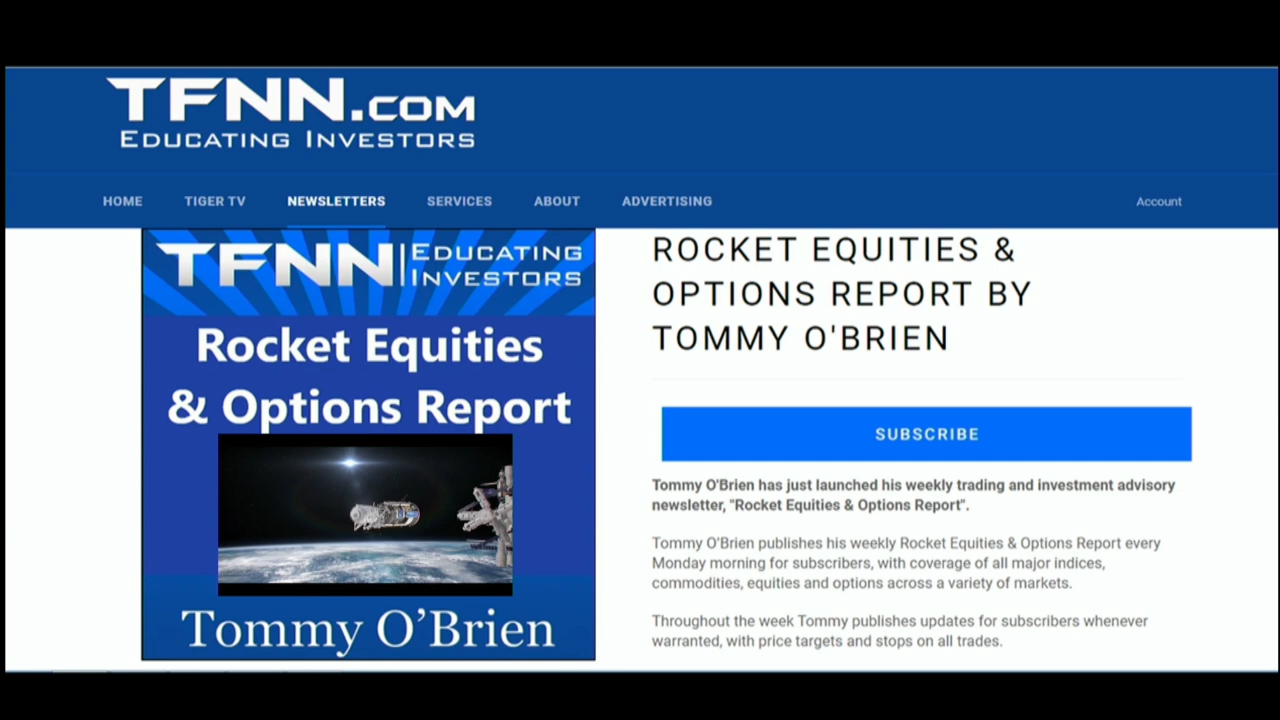 TFNN.COM
EDUCATING INVESTORS
HOME TIGER TV NEWSLETTERS SERVICES ABOUT ADVERTISING Account
TFNN EDUCATING
INVESTORS
Rocket Equities
& Options Report
Tommy O’Brien
ROCKET EQUITIES &
OPTIONS REPORT BY
TOMMY O'BRIEN
SUBSCRIBE
Tommy O'Brien has just launched his weekly trading and investment advisory
newsletter, "Rocket Equities & Options Report".
Tommy O'Brien publishes his weekly Rocket Equities & Options Report every
Monday morning for subscribers, with coverage of all major indices,
commodities, equities and options across a variety of markets.
Throughout the week Tommy publishes updates for subscribers whenever
warranted, with price targets and stops on all trades.